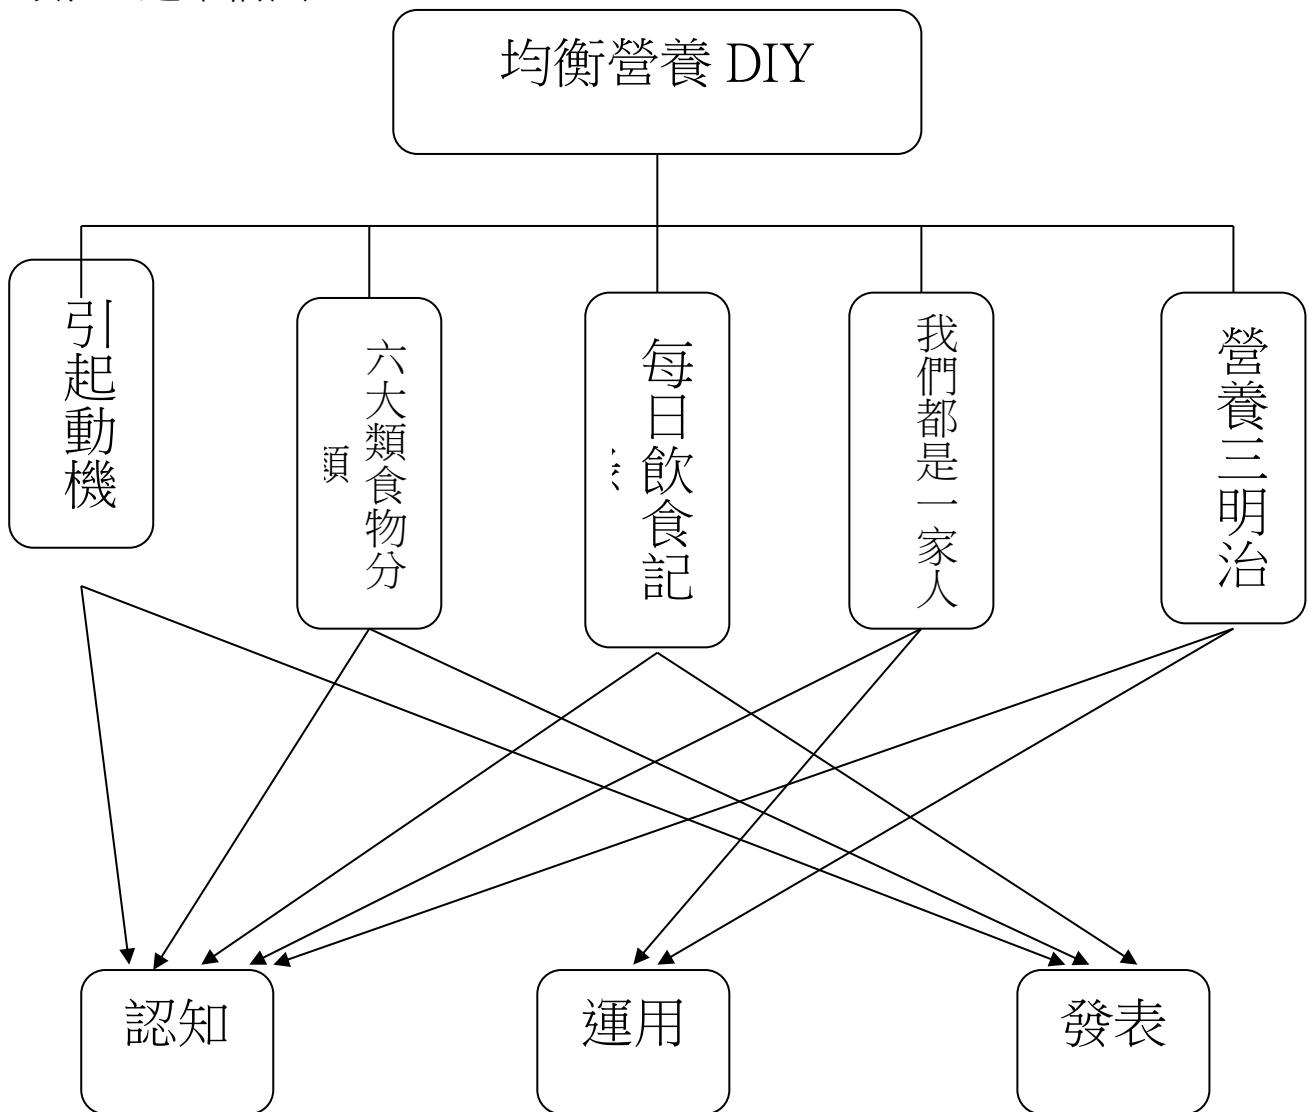 均衡營養 DIY
引起動機
六大類食物分
類
每日飲食記
我們都是一家人
營養三明治
認知
運用
發表